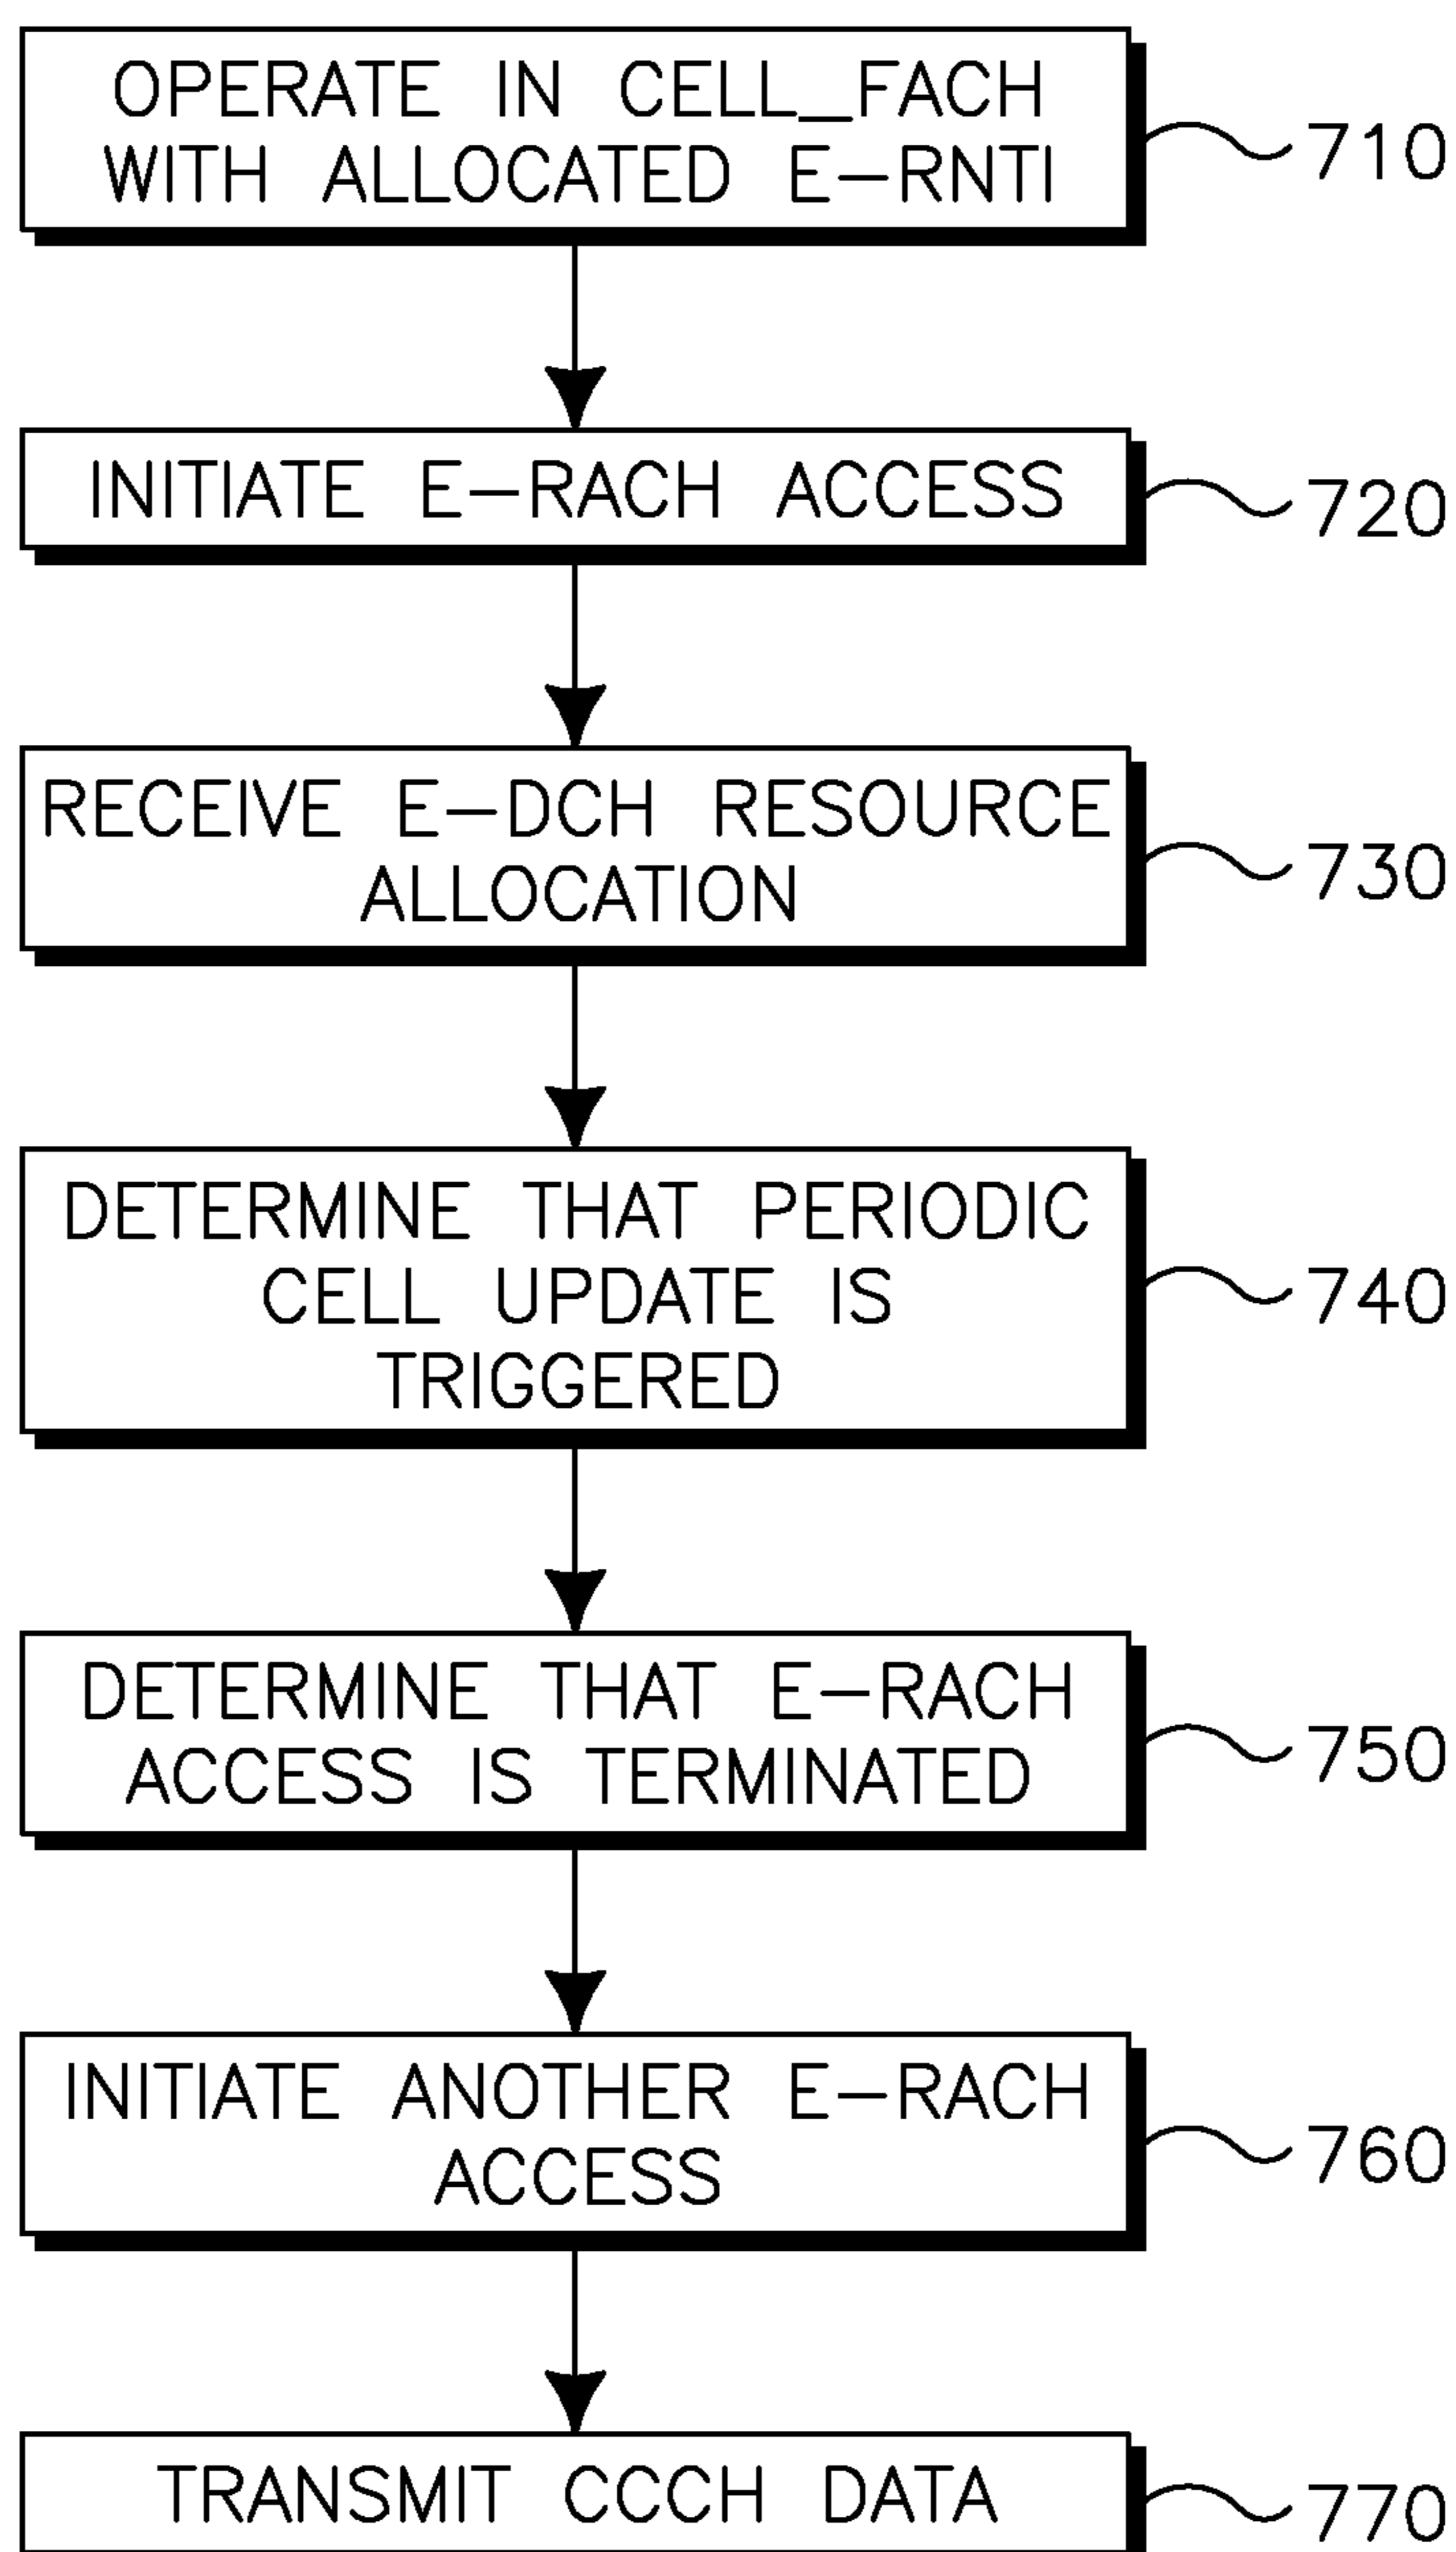 OPERATE IN CELL_FACH
WITH ALLOCATED E-RNTI
710
INITIATE E-RACH ACCESS
720
RECEIVE E-DCH RESOURCE
ALLOCATION
730
DETERMINE THAT PERIODIC
CELL UPDATE IS
TRIGGERED
740
DETERMINE THAT E-RACH
ACCESS IS TERMINATED
750
INITIATE ANOTHER E-RACH
ACCESS
760
TRANSMIT CCCH DATA
770